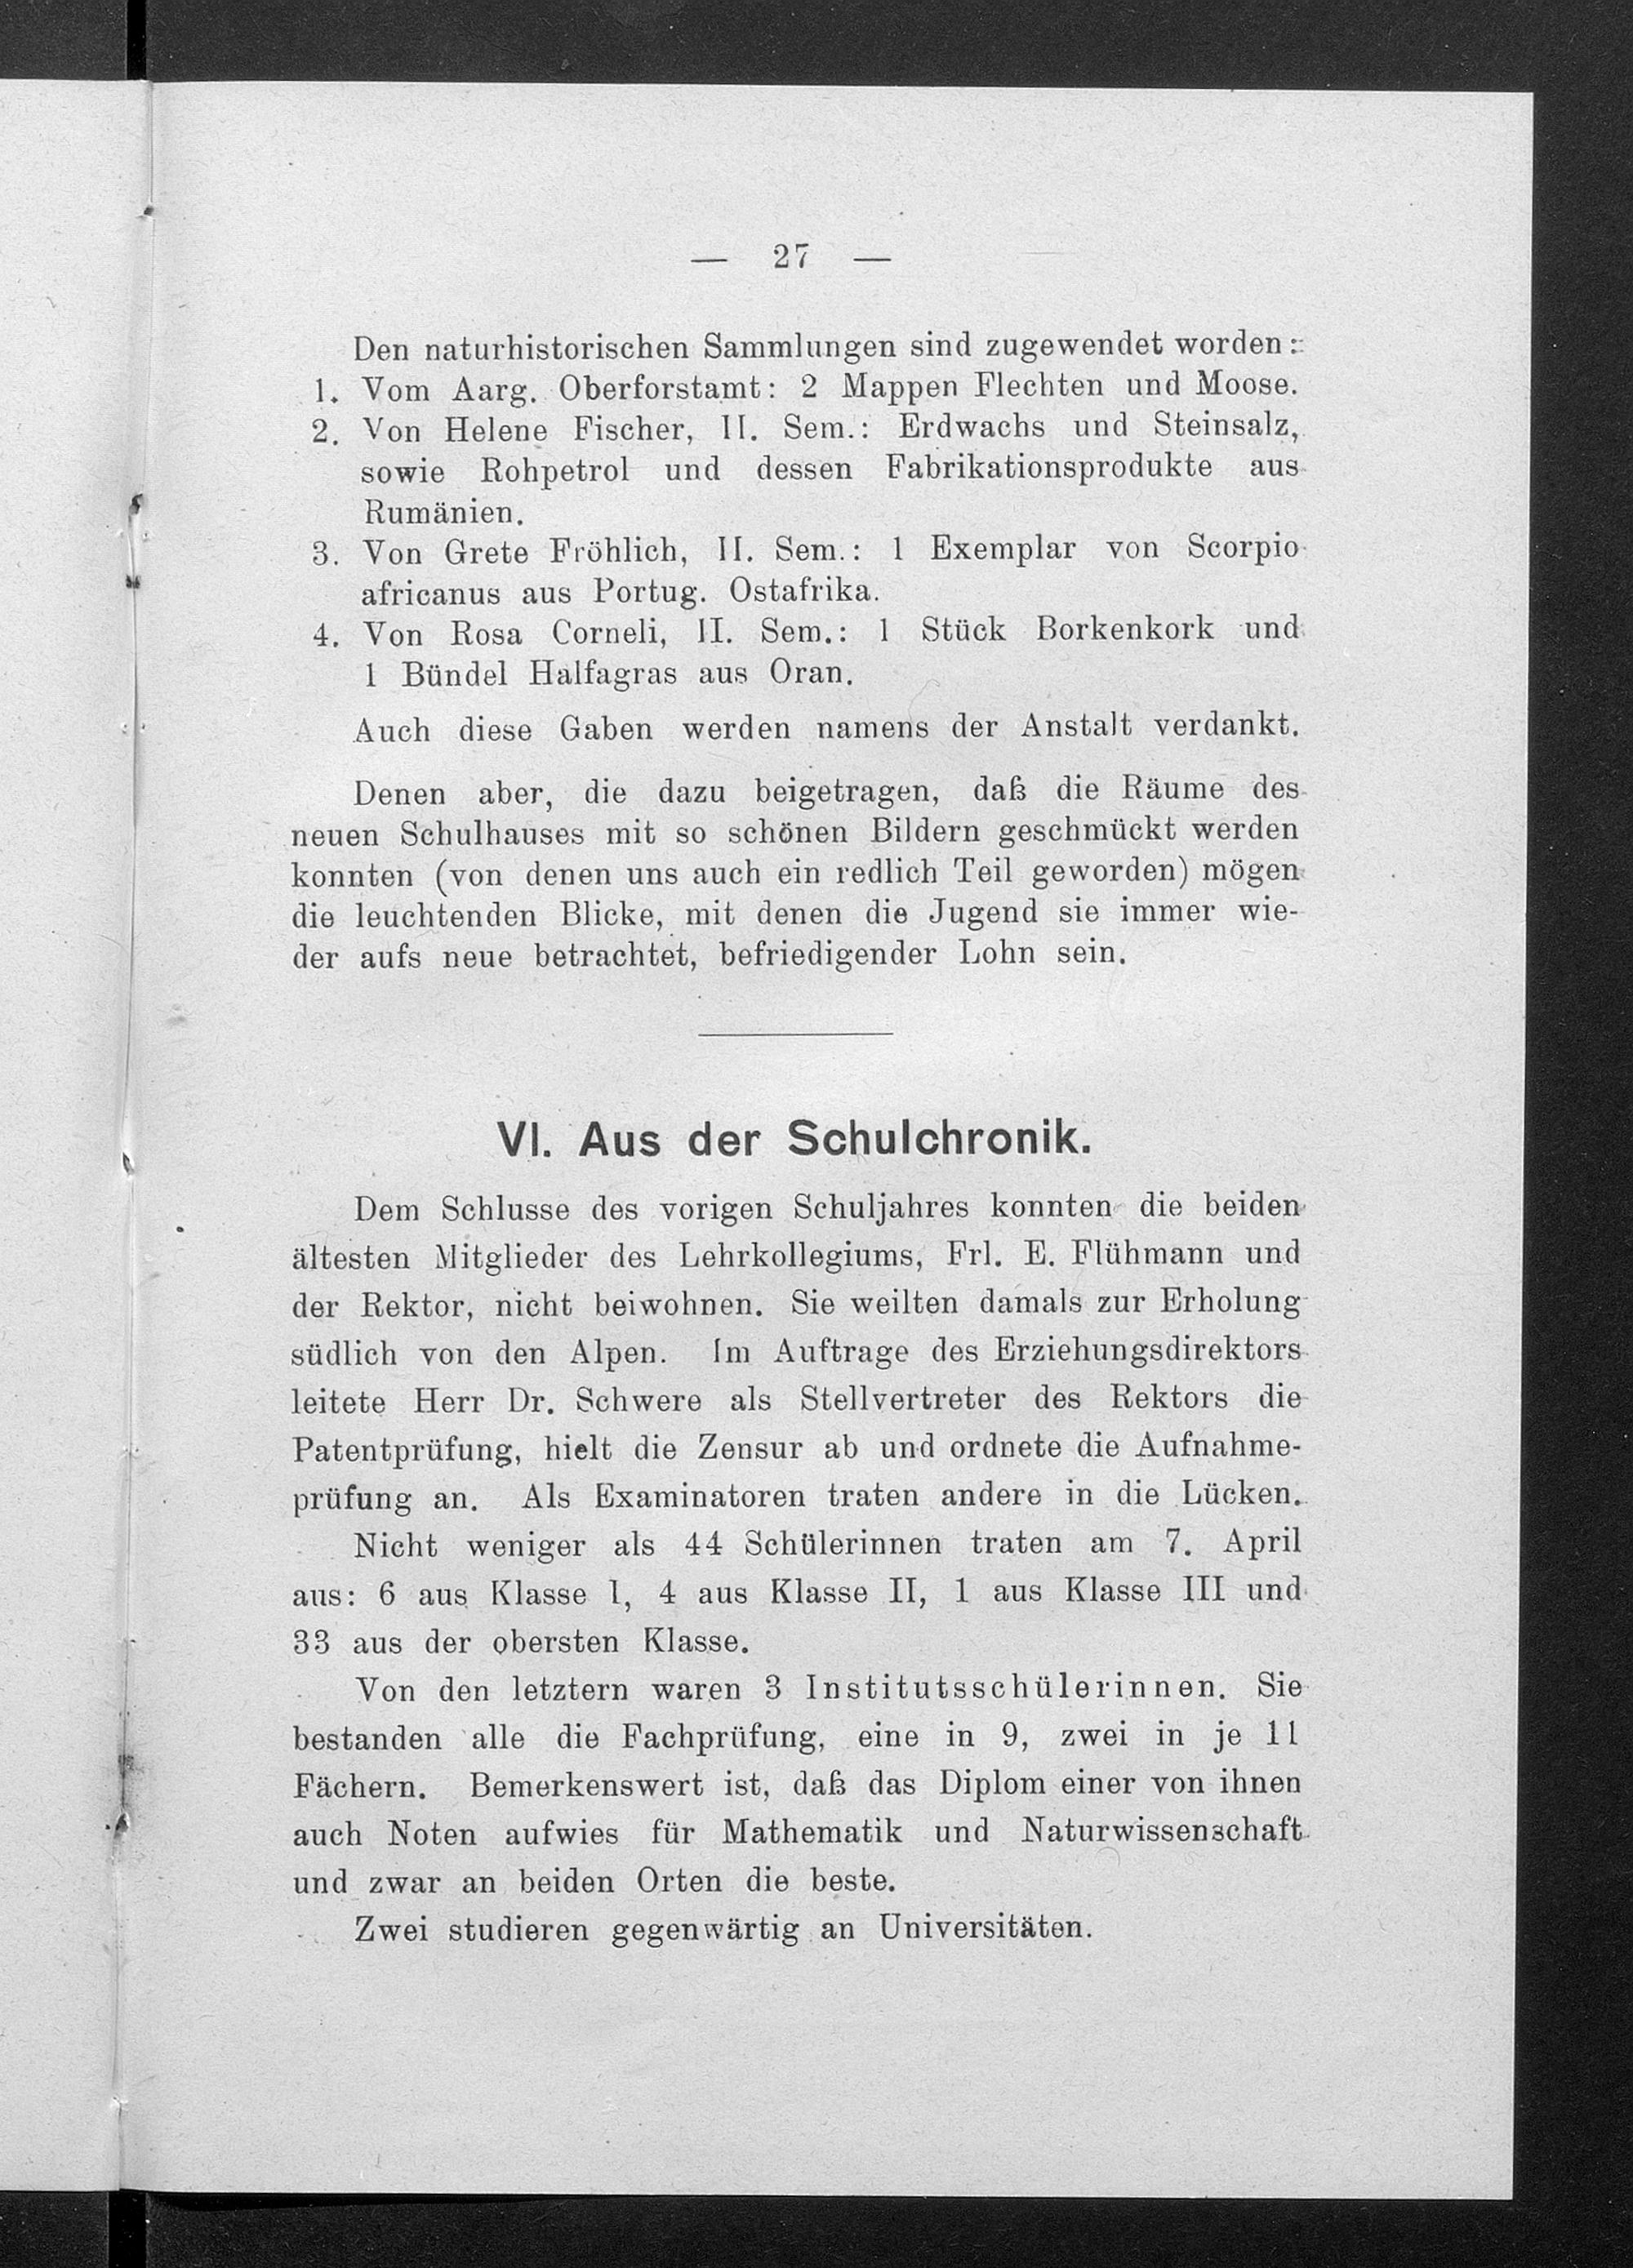 — 27 —
Den naturhistorischen Sammlungen sind zugewendet worden:
1. Vom Aarg. Oberforstamt: 2 Mappen Flechten und Moose.
2. Von Helene Fischer, II. Sem.: Erdwachs und Steinsalz,
sowie Rohpetrol und dessen Fabrikationsprodukte aus
Rumänien.
3. Von Grete Fröhlich, II. Sem.: 1 Exemplar von Scorpio
africanus aus Portug. Ostafrika.
4. Von Rosa Corneli, II. Sem.: 1 Stück Borkenkork und
1 Bündel Halfagras aus Oran.
Auch diese Gaben werden namens der Anstalt verdankt.
Denen aber, die dazu beigetragen, daß die Räume des
neuen Schulhauses mit so schönen Bildern geschmückt werden
konnten (von denen uns auch ein redlich Teil geworden) mögen
die leuchtenden Blicke, mit denen die Jugend sie immer wie-
der aufs neue betrachtet, befriedigender Lohn sein.
VI. Aus der Schulchronik.
Dem Schlusse des vorigen Schuljahres konnten die beiden
ältesten Mitglieder des Lehrkollegiums, Frl. E. Flühmann und
der Rektor, nicht beiwohnen. Sie weilten damals zur Erholung
südlich von den Alpen. Im Auftrage des Erziehungsdirektors
leitete Herr Dr. Schwere als Stellvertreter des Rektors die
Patentprüfung, hielt die Zensur ab und ordnete die Aufnahme-
prüfung an. Als Examinatoren traten andere in die Lücken.
Nicht weniger als 44 Schülerinnen traten am 7. April
aus: 6 aus Klasse I, 4 aus Klasse II, 1 aus Klasse III und
33 aus der obersten Klasse.
Von den letztern waren 3 Institutsschülerinnen. Sie
bestanden alle die Fachprüfung, eine in 9, zwei in je 11
Fächern. Bemerkenswert ist, daß das Diplom einer von ihnen
auch Noten aufwies für Mathematik und Naturwissenschaft
und zwar an beiden Orten die beste.
Zwei studieren gegenwärtig an Universitäten.